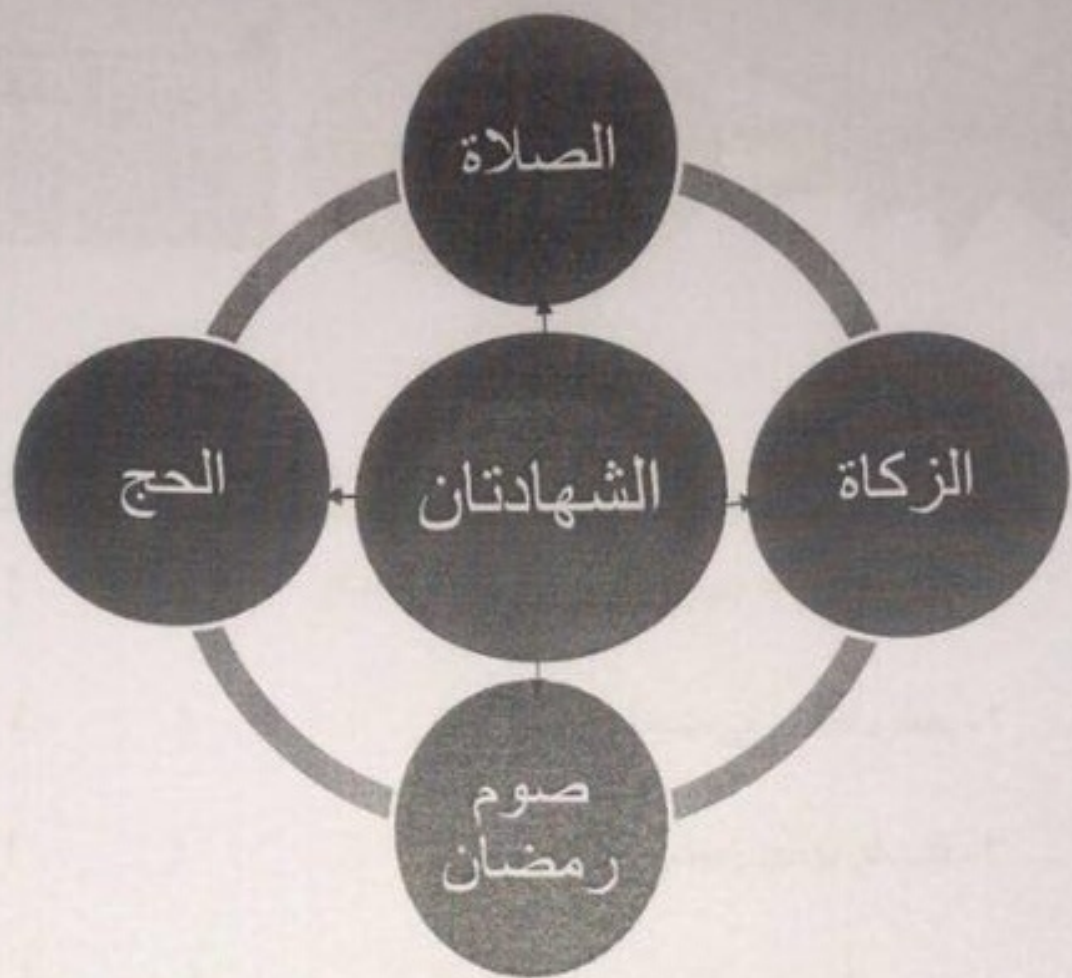 الصلاة
الزكاة
الشهادتان
الحج
صوم
رمضان